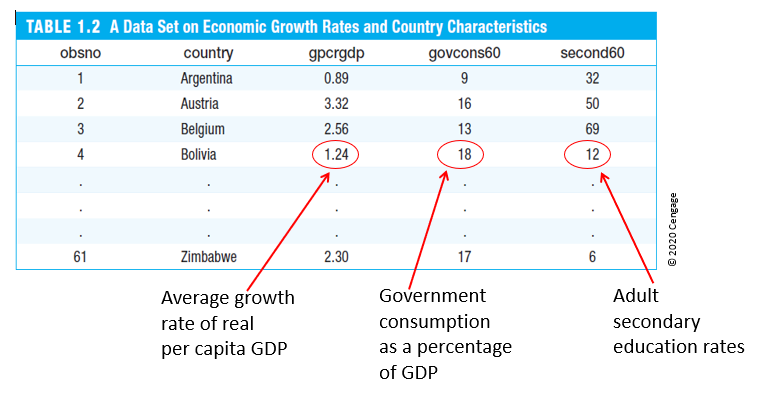 TABLE 1.2 A Data Set on Economic Growth Rates and Country Characteristics
obsno country gpcrgdp govcons60 second60
1 Argentina 0.89 9 32
2 Austria 3.32 16 50
3 Belgium 2.56 13 69
4 Bolivia 1.24 18 12
. . . . .
. . . . .
. . . . .
61 Zimbabwe 2.30 17 6
© 2020 Cengage
Average growth
rate of real
per capita GDP
Government
consumption
as a percentage
of GDP
Adult
secondary
education rates